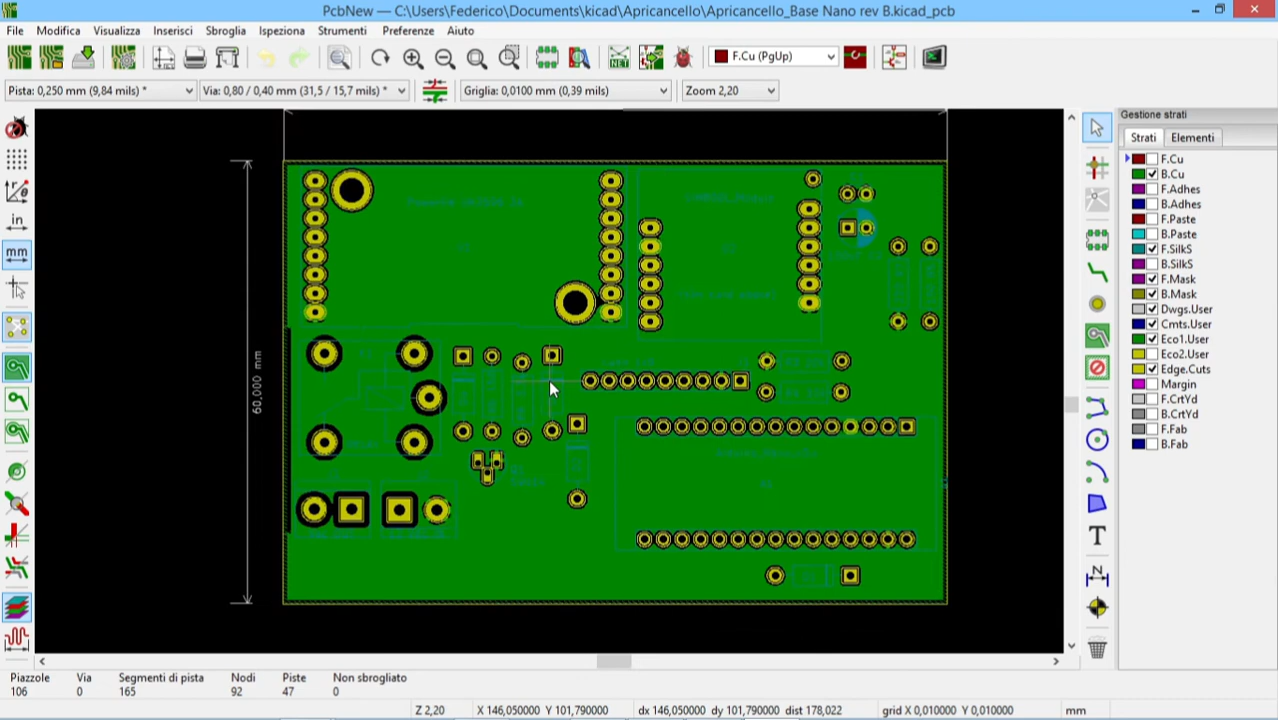 PcbNew — C:\Users\Federico\Documents\kicad\Apricancello\Apricancello_Base Nano rev B.kicad_pcb
File Modifica Visualizza Inserisci Sbroglia Ispeziona Strumenti Preferenze Aiuto
NET F.Cu (PgUp)
Pista: 0,250 mm (9,84 mils) * Via: 0,80 / 0,40 mm (31,5 / 15,7 mils) * Griglia: 0,0100 mm (0,39 mils) Zoom 2,20
in
mm
60,000 mm
Gestione strati
Strati Elementi
F.Cu
B.Cu
F.Adhes
B.Adhes
F.Paste
B.Paste
F.SilkS
B.SilkS
F.Mask
B.Mask
Dwgs.User
Cmts.User
Eco1.User
Eco2.User
Edge.Cuts
Margin
F.CrtYd
B.CrtYd
F.Fab
B.Fab
T
N
Piazzole Via Segmenti di pista Nodi Piste Non sbrogliato
106 0 165 92 47 0
Z 2,20 X 146,050000 Y 101,790000 dx 146,050000 dy 101,790000 dist 178,022 grid X 0,010000 Y 0,010000 mm